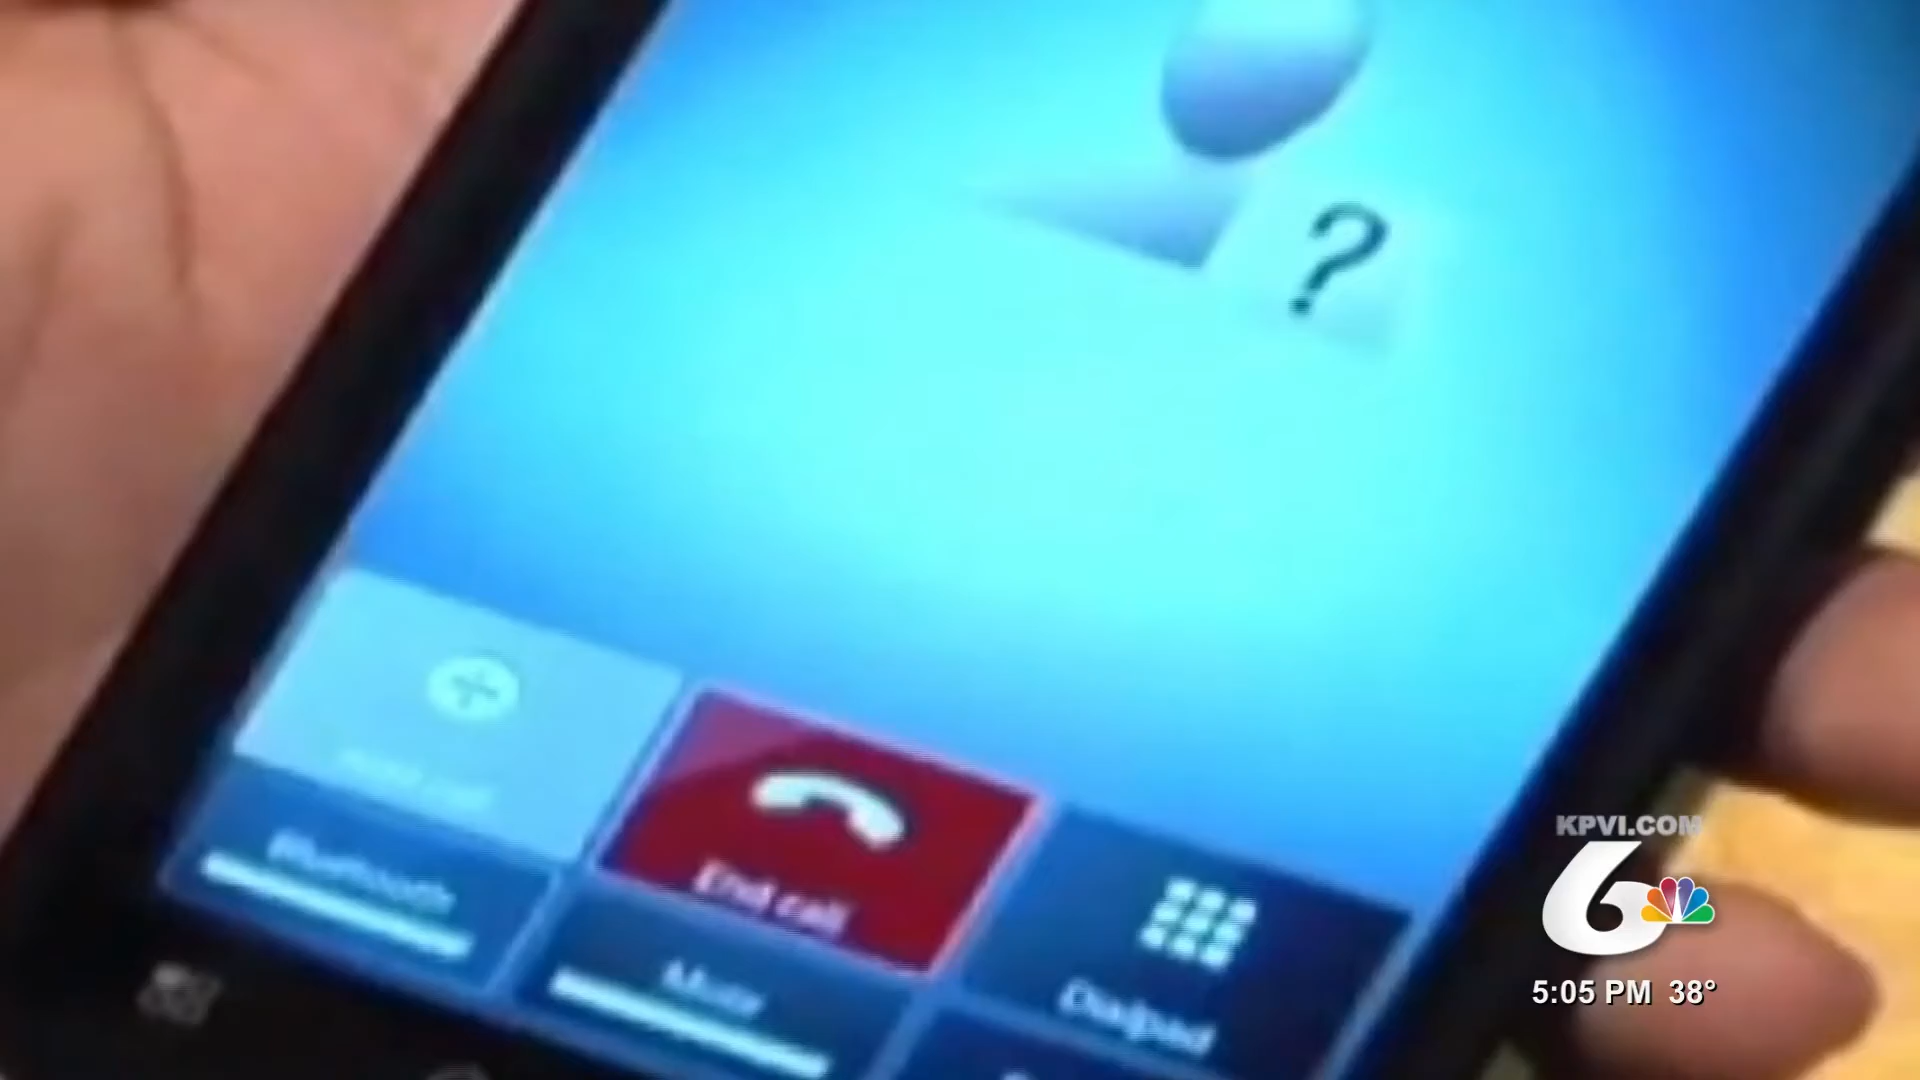 ?
Bluetooth
End call
Mute
Dialpad
KPVI.COM
6
5:05 PM 38°